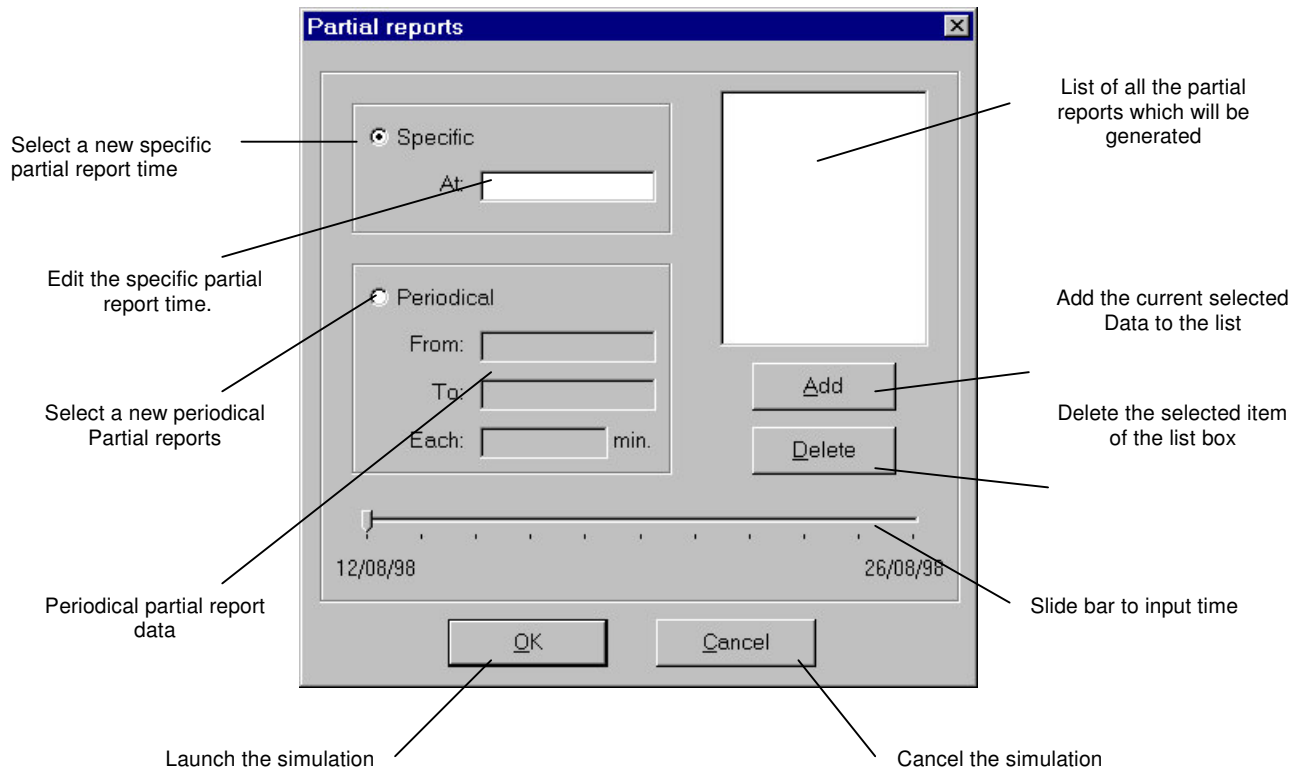 Partial reports
List of all the partial
reports which will be
generated
Select a new specific
partial report time
Specific
At:
Edit the specific partial
report time.
Periodical
From:
To:
Each:
min.
Add the current selected
Data to the list
Add
Select a new periodical
Partial reports
Delete the selected item
of the list box
Delete
12/08/98
26/08/98
Periodical partial report
data
Slide bar to input time
OK
Cancel
Launch the simulation
Cancel the simulation